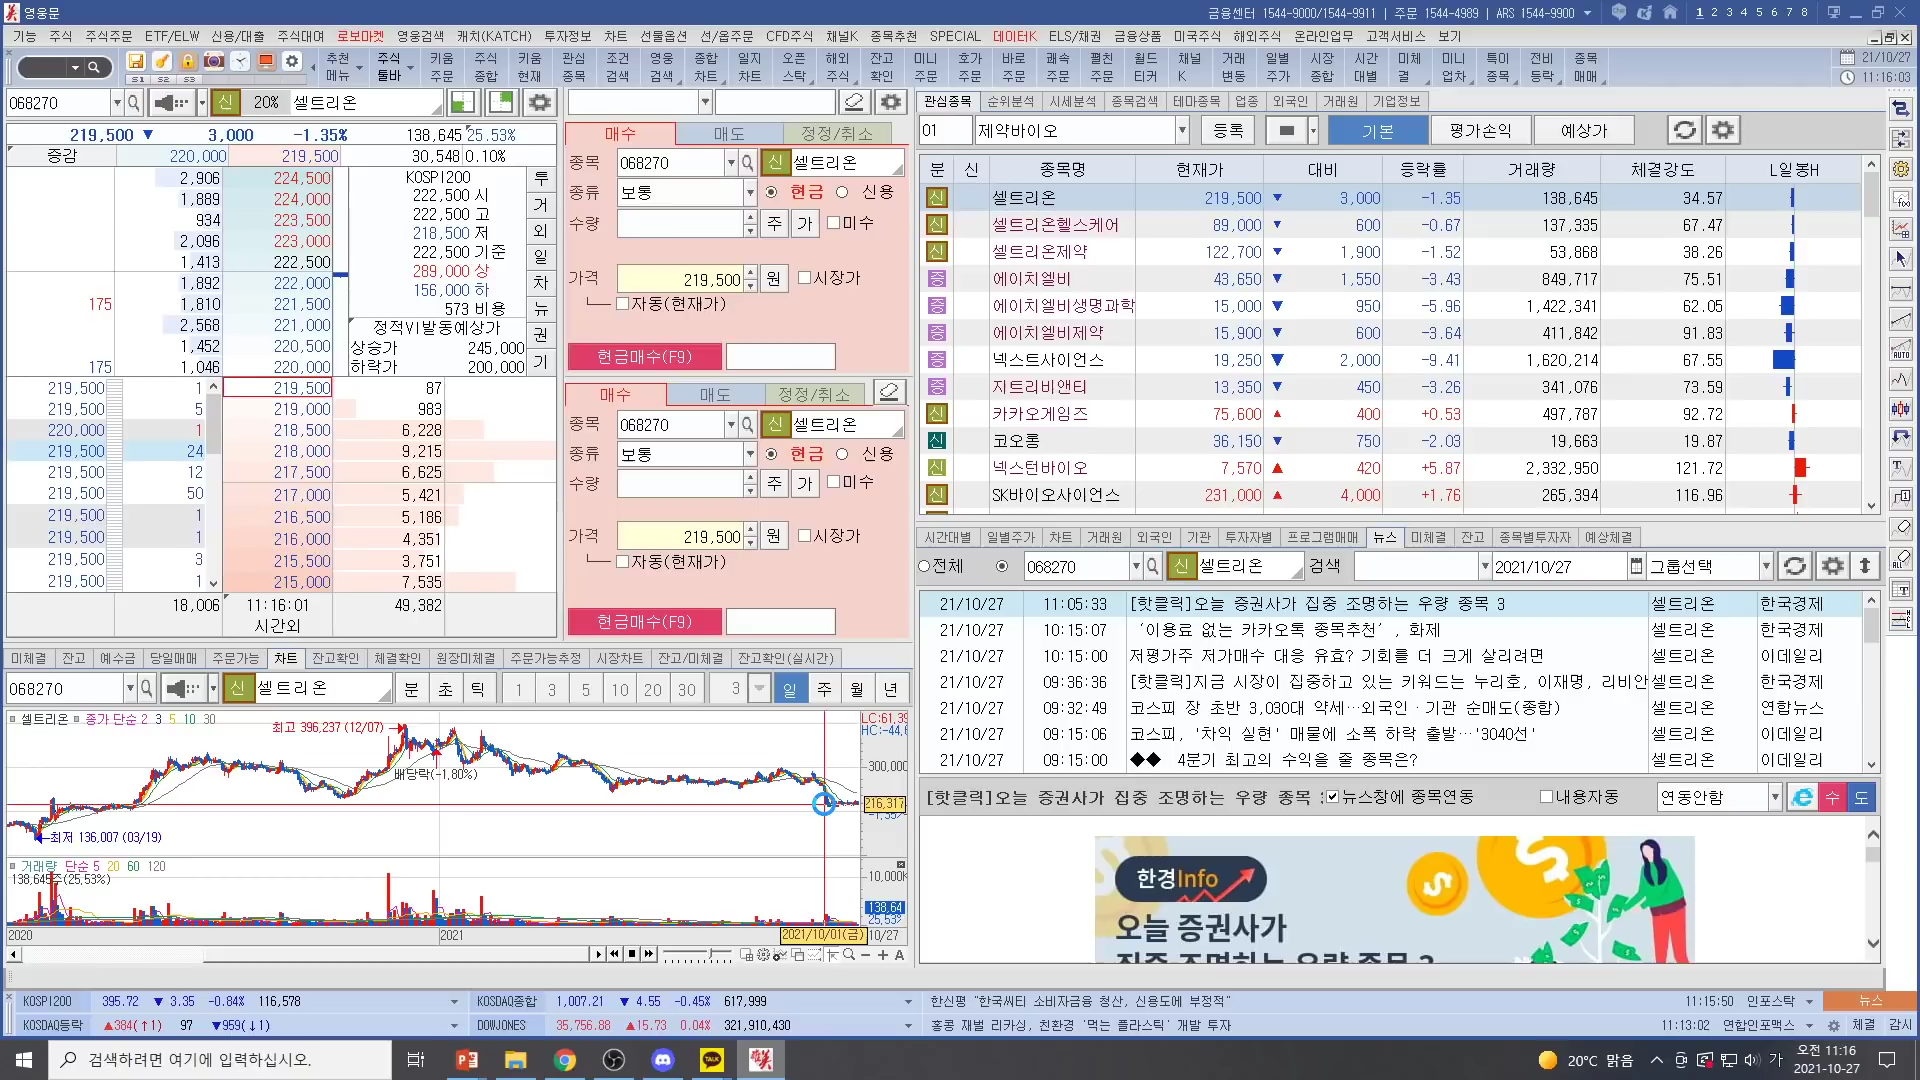 영웅문
금융센터 1544-9000/1544-9911 | 주문 1544-4989 | ARS 1544-9900
1 2 3 4 5 6 7 8
기능 주식 주식주문 ETF/ELW 신용/대출 주식매매 로보마켓 영웅검색 캐치(KATCH) 투자정보 차트 선물옵션 선/옵주문 CFD주식 채널K 종목추천 SPECIAL 데이터K ELS/채권 금융상품 미국주식 해외주식 온라인업무 고객서비스 보기
S1 S2 S3
추천 메뉴 주식 툴바 키움 주문 주식 종합 키움 현재 관심 종목 조건 검색 영웅 검색 종합 차트 일지 차트 오픈 스탁 해외 주식 잔고 확인 미니 주문 호가 주문 바로 주문 쾌속 주문 펼친 주문 월드 티커 채널 K 거래 변동 일별 주가 시장 종합 시간 대별 미체 결 미니 업차 특이 종목 전비 등락 종목 매매
21/10/27
11:16:03
068270 신 20% 셀트리온
219,500 ▼ 3,000 -1.35% 138,645 25.53%
증감 220,000 219,500 30,548 0.10%
2,906 224,500 KOSPI200 투
1,889 224,000 222,500 시 거
934 223,500 222,500 고
2,096 223,000 218,500 저 외
1,413 222,500 222,500 기준 일
1,892 222,000 289,000 상 차
175 1,810 221,500 156,000 하
2,568 221,000 573 비용 뉴
정적VI발동예상가 권
1,452 220,500 상승가 245,000
175 1,046 220,000 하락가 200,000 기
219,500 1 219,500 87
219,500 5 219,000 983
220,000 1 218,500 6,228
219,500 24 218,000 9,215
219,500 12 217,500 6,625
219,500 50 217,000 5,421
219,500 1 216,500 5,186
219,500 1 216,000 4,351
219,500 3 215,500 3,751
219,500 1 215,000 7,535
18,006 11:16:01 49,382
시간외
매수 매도 정정/취소
종목 068270 신 셀트리온
종류 보통 현금 신용
수량 주 가 미수
가격 219,500 원 시장가
자동(현재가)
현금매수(F9)
매수 매도 정정/취소
종목 068270 신 셀트리온
종류 보통 현금 신용
수량 주 가 미수
가격 219,500 원 시장가
자동(현재가)
현금매수(F9)
관심종목 순위분석 시세분석 종목검색 테마종목 업종 외국인 거래원 기업정보
01 제약바이오 등록 기본 평가손익 예상가
분 신 종목명 현재가 대비 등락률 거래량 체결강도 L일봉H
신 셀트리온 219,500 ▼ 3,000 -1.35 138,645 34.57
신 셀트리온헬스케어 89,000 ▼ 600 -0.67 137,335 67.47
신 셀트리온제약 122,700 ▼ 1,900 -1.52 53,868 38.26
증 에이치엘비 43,650 ▼ 1,550 -3.43 849,717 75.51
증 에이치엘비생명과학 15,000 ▼ 950 -5.96 1,422,341 62.05
증 에이치엘비제약 15,900 ▼ 600 -3.64 411,842 91.83
증 넥스트사이언스 19,250 ▼ 2,000 -9.41 1,620,214 67.55
증 지트리비앤티 13,350 ▼ 450 -3.26 341,076 73.59
신 카카오게임즈 75,600 ▲ 400 +0.53 497,787 92.72
신 코오롱 36,150 ▼ 750 -2.03 19,663 19.87
신 넥스턴바이오 7,570 ▲ 420 +5.87 2,332,950 121.72
신 SK바이오사이언스 231,000 ▲ 4,000 +1.76 265,394 116.96
시간대별 일별주가 차트 거래원 외국인 기관 투자자별 프로그램매매 뉴스 미체결 잔고 종목별투자자 예상체결
전체 068270 신 셀트리온 검색 2021/10/27 그룹선택
21/10/27 11:05:33 [핫클릭]오늘 증권사가 집중 조명하는 우량 종목 3 셀트리온 한국경제
21/10/27 10:15:07 '이용료 없는 카카오톡 종목추천', 화제 셀트리온 한국경제
21/10/27 10:15:00 저평가주 저가매수 대응 유효? 기회를 더 크게 살리려면 셀트리온 이데일리
21/10/27 09:36:36 [핫클릭]지금 시장이 집중하고 있는 키워드는 누리호, 이재명, 리비안 셀트리온 한국경제
21/10/27 09:32:49 코스피 장 초반 3,030대 약세…외국인·기관 순매도(종합) 셀트리온 연합뉴스
21/10/27 09:15:06 코스피, '차익 실현' 매물에 소폭 하락 출발…'3040선' 셀트리온 이데일리
21/10/27 09:15:00 ◆◆ 4분기 최고의 수익을 줄 종목은? 셀트리온 이데일리
[핫클릭]오늘 증권사가 집중 조명하는 우량 종목 : 뉴스창에 종목연동 내용자동 연동안함 수 도
한경Info
오늘 증권사가
집중 조명하는 우량 종목 3
미체결 잔고 예수금 당일매매 주문가능 차트 잔고확인 체결확인 원장미체결 주문가능추정 시장차트 잔고/미체결 잔고확인(실시간)
068270 신 셀트리온 분 초 틱 1 3 5 10 20 30 3 일 주 월 년
셀트리온 종가 단순 2 3 5 10 30
최고 396,237 (12/07)
LC:61,39
HC:-44,6
배당락(-1.80%)
300,000
216,317
최저 136,007 (03/19)
거래량 단순 5 20 60 120
138,645주(25,53%)
10,000K
138,64
25,53%
2020 2021 2021/10/01(금) 10/27
KOSPI200 395.72 ▼ 3.35 -0.84% 116,578 KOSDAQ종합 1,007.21 ▼ 4.55 -0.45% 617,999 한신평 "한국씨티 소비자금융 청산, 신용도에 부정적" 11:15:50 인포스탁 뉴스
KOSDAQ등락 ▲384(↑1) 97 ▼959(↓1) DOWJONES 35,756.88 ▲15.73 0.04% 321,910,430 홍콩 재벌 리카싱, 친환경 '먹는 플라스틱' 개발 투자 11:13:02 연합인포맥스 체결 감시
검색하려면 여기에 입력하십시오.
TALK
20°C 맑음 가 오전 11:16
2021-10-27